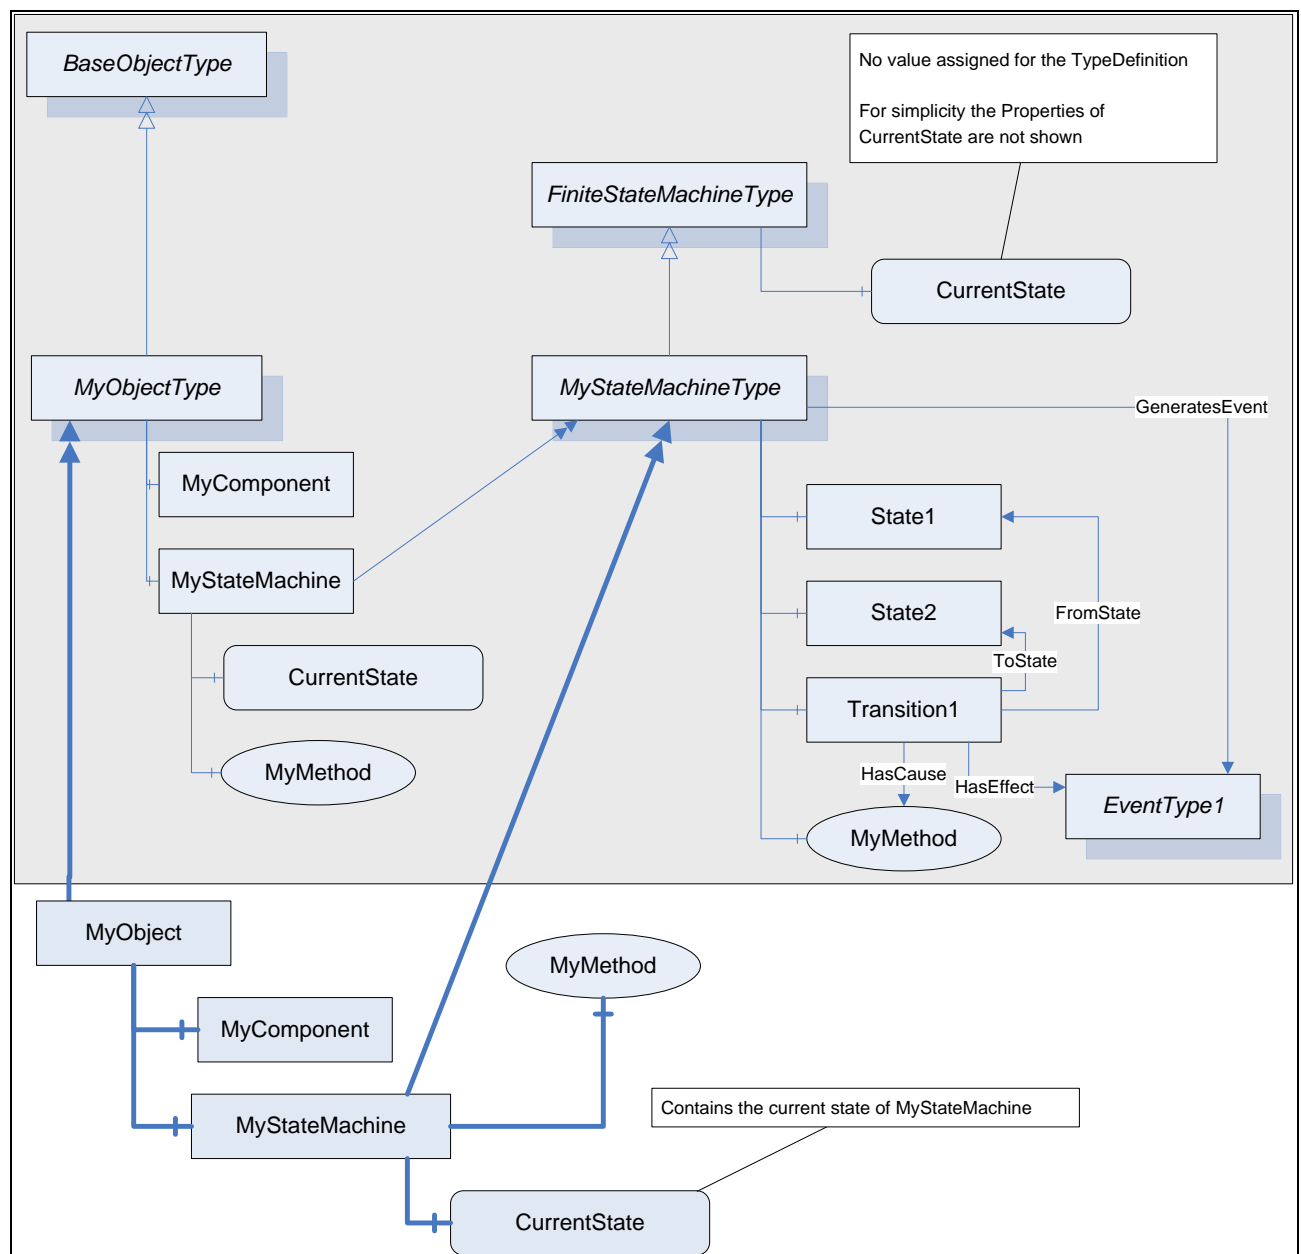 BaseObjectType
No value assigned for the TypeDefinition
For simplicity the Properties of
CurrentState are not shown
FiniteStateMachineType
CurrentState
MyObjectType
MyStateMachineType
GeneratesEvent
MyComponent
State1
MyStateMachine
State2
FromState
ToState
CurrentState
Transition1
MyMethod
HasCause
HasEffect
EventType1
MyMethod
MyObject
MyMethod
MyComponent
MyStateMachine
Contains the current state of MyStateMachine
CurrentState